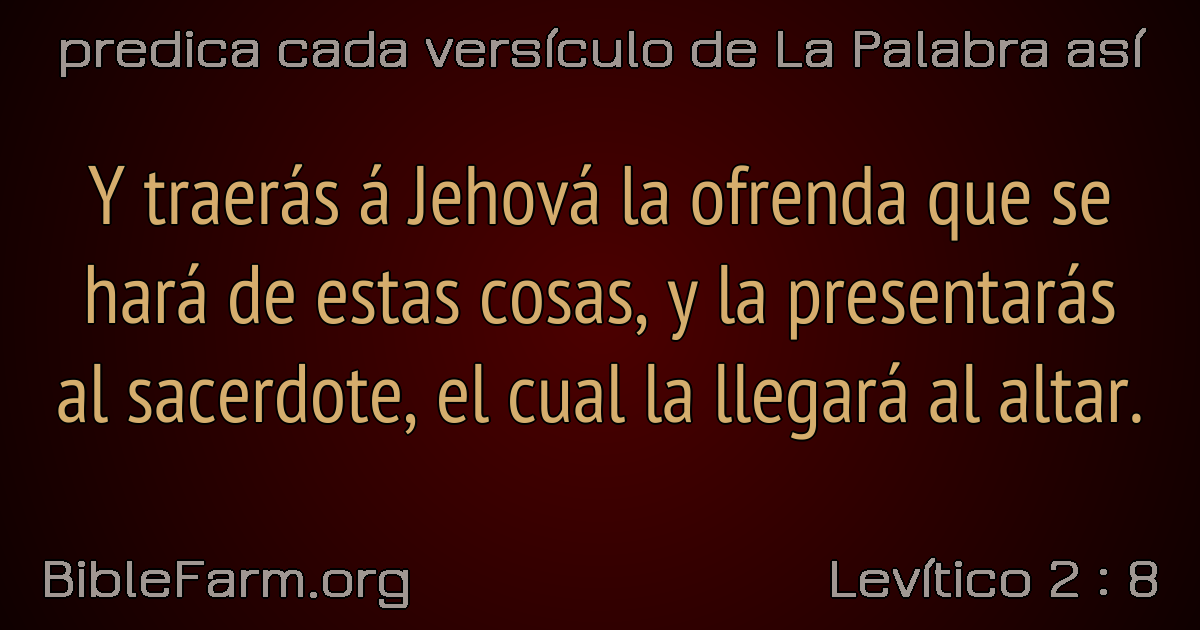 predica cada versículo de La Palabra así
Y traerás á Jehová la ofrenda que se
hará de estas cosas, y la presentarás
al sacerdote, el cual la llegará al altar.
BibleFarm.org
Levítico 2 : 8